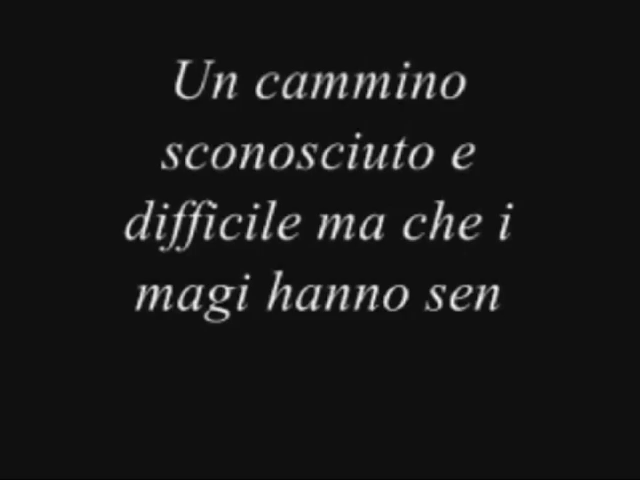 Un cammino
sconosciuto e
difficile ma che i
magi hanno sen